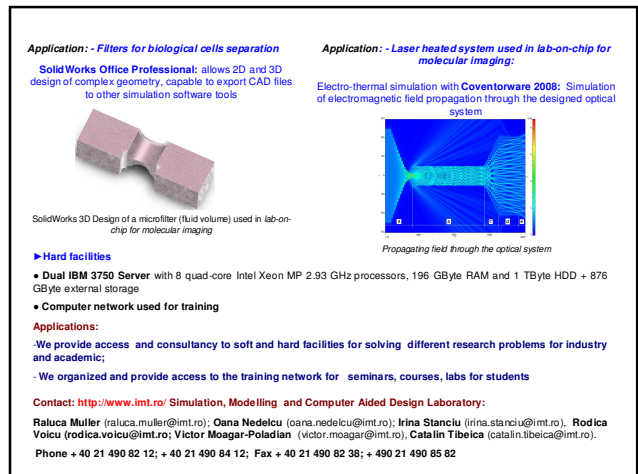 Application: - Filters for biological cells separation
SolidWorks Office Professional: allows 2D and 3D
design of complex geometry, capable to export CAD files
to other simulation software tools
SolidWorks 3D Design of a microfilter (fluid volume) used in lab-on-
chip for molecular imaging
Application: - Laser heated system used in lab-on-chip for
molecular imaging:
Electro-thermal simulation with Coventorware 2008: Simulation
of electromagnetic field propagation through the designed optical
system
Propagating field through the optical system
►Hard facilities
● Dual IBM 3750 Server with 8 quad-core Intel Xeon MP 2.93 GHz processors, 196 GByte RAM and 1 TByte HDD + 876
GByte external storage
● Computer network used for training
Applications:
-We provide access and consultancy to soft and hard facilities for solving different research problems for industry
and academic;
- We organized and provide access to the training network for seminars, courses, labs for students
Contact: http://www.imt.ro/ Simulation, Modelling and Computer Aided Design Laboratory:
Raluca Muller (raluca.muller@imt.ro); Oana Nedelcu (oana.nedelcu@imt.ro); Irina Stanciu (irina.stanciu@imt.ro), Rodica
Voicu (rodica.voicu@imt.ro; Victor Moagar-Poladian (victor.moagar@imt.ro), Catalin Tibeica (catalin.tibeica@imt.ro).
Phone + 40 21 490 82 12; + 40 21 490 84 12; Fax + 40 21 490 82 38; + 490 21 490 85 82